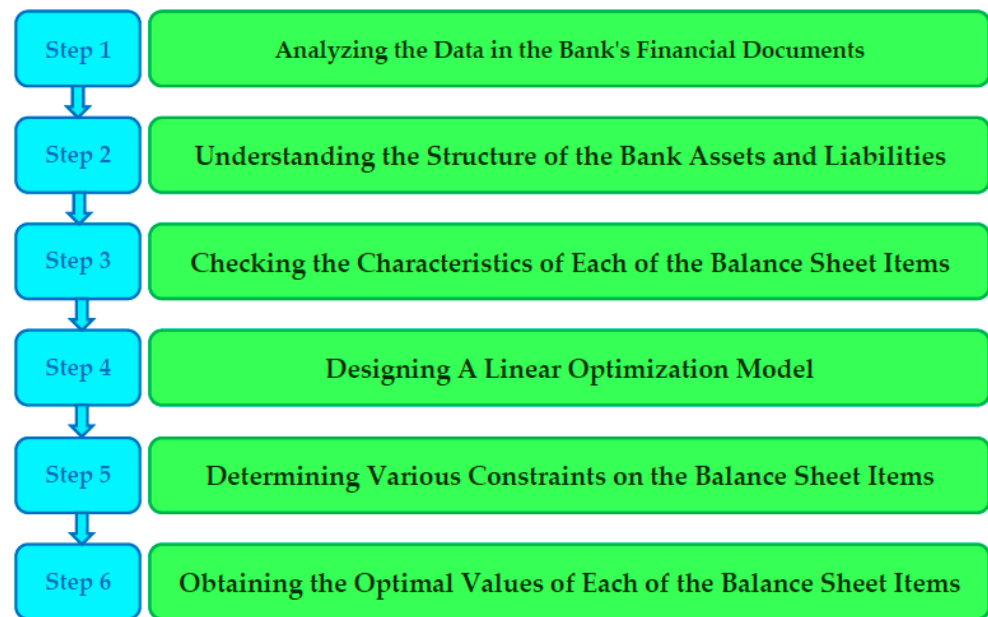 Step 1
Analyzing the Data in the Bank's Financial Documents
Step 2
Understanding the Structure of the Bank Assets and Liabilities
Step 3
Checking the Characteristics of Each of the Balance Sheet Items
Step 4
Designing A Linear Optimization Model
Step 5
Determining Various Constraints on the Balance Sheet Items
Step 6
Obtaining the Optimal Values of Each of the Balance Sheet Items